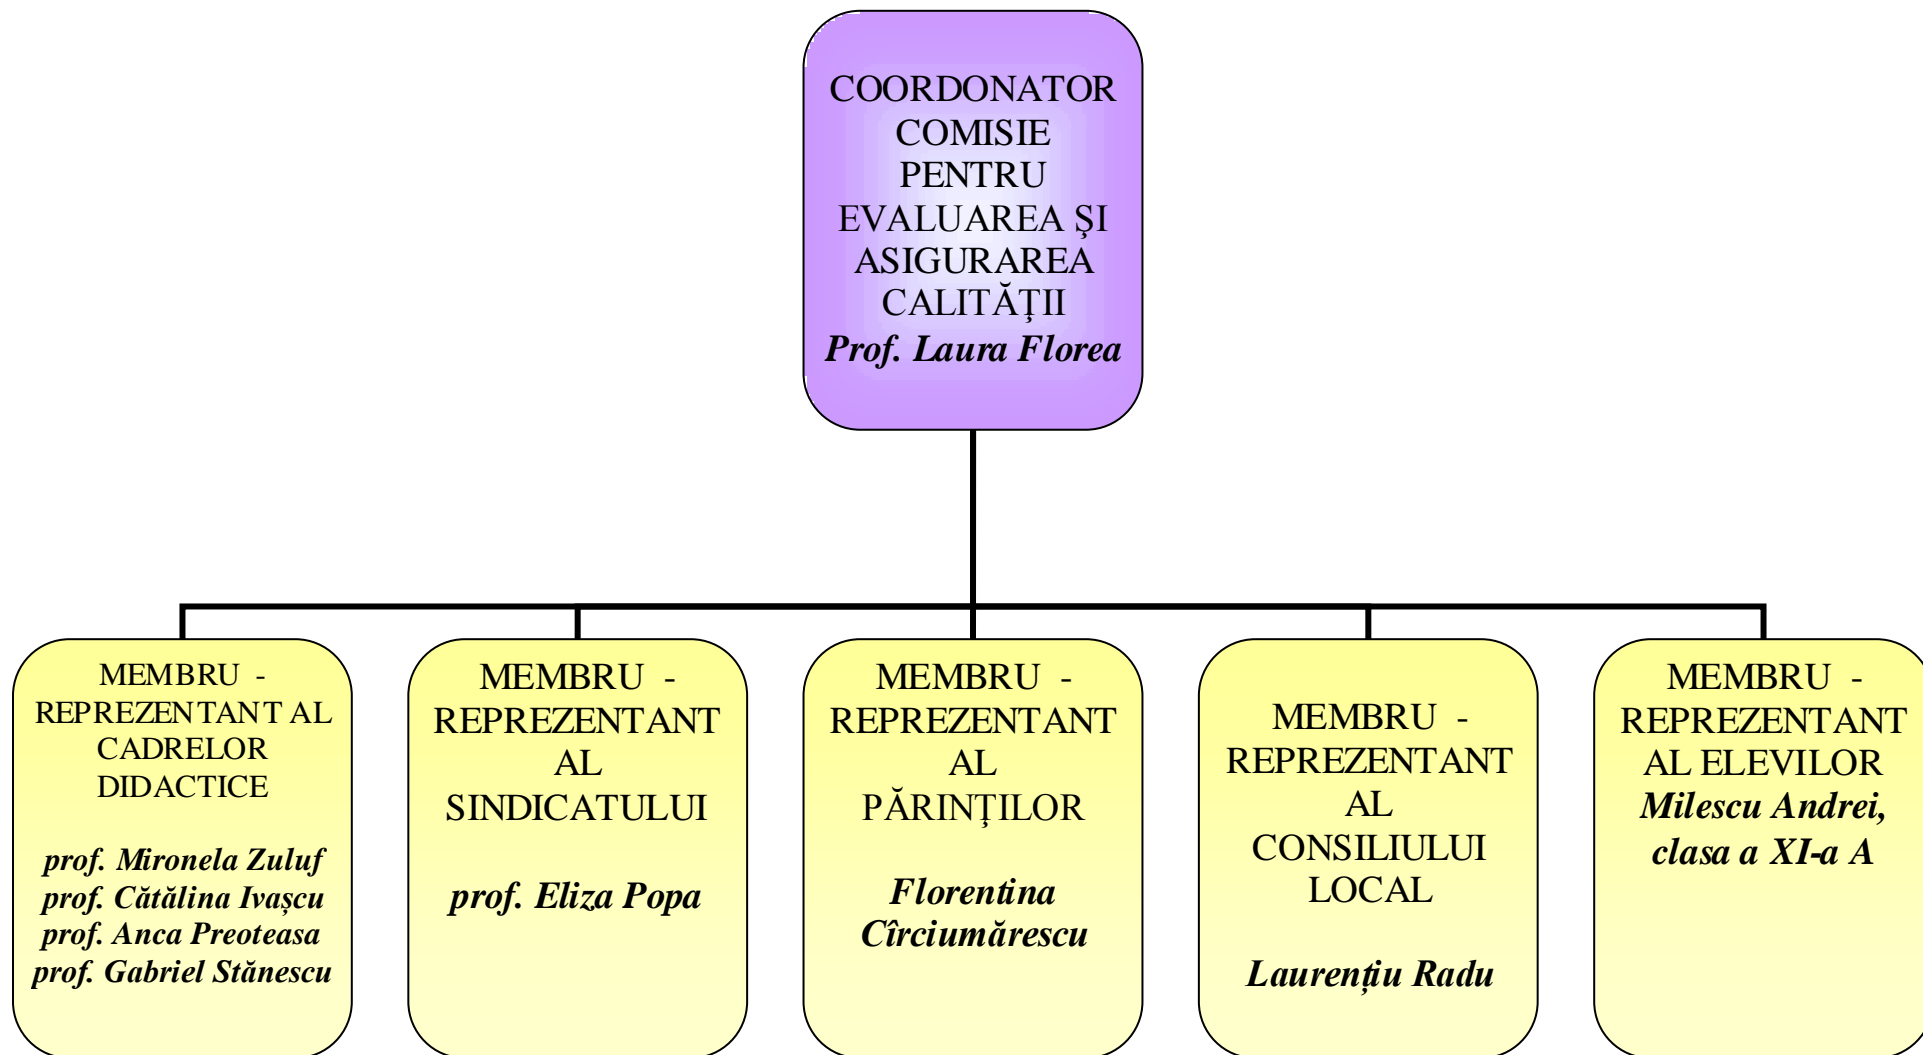 COORDONATOR
COMISIE
PENTRU
EVALUAREA ŞI
ASIGURAREA
CALITĂŢII
Prof. Laura Florea
MEMBRU -
REPREZENTANT AL
CADRELOR
DIDACTICE
prof. Mironela Zuluf
prof. Cătălina Ivașcu
prof. Anca Preoteasa
prof. Gabriel Stănescu
MEMBRU -
REPREZENTANT
AL
SINDICATULUI
prof. Eliza Popa
MEMBRU -
REPREZENTANT
AL
PĂRINŢILOR
Florentina
Cîrciumărescu
MEMBRU -
REPREZENTANT
AL
CONSILIULUI
LOCAL
Laurențiu Radu
MEMBRU -
REPREZENTANT
AL ELEVILOR
Milescu Andrei,
clasa a XI-a A